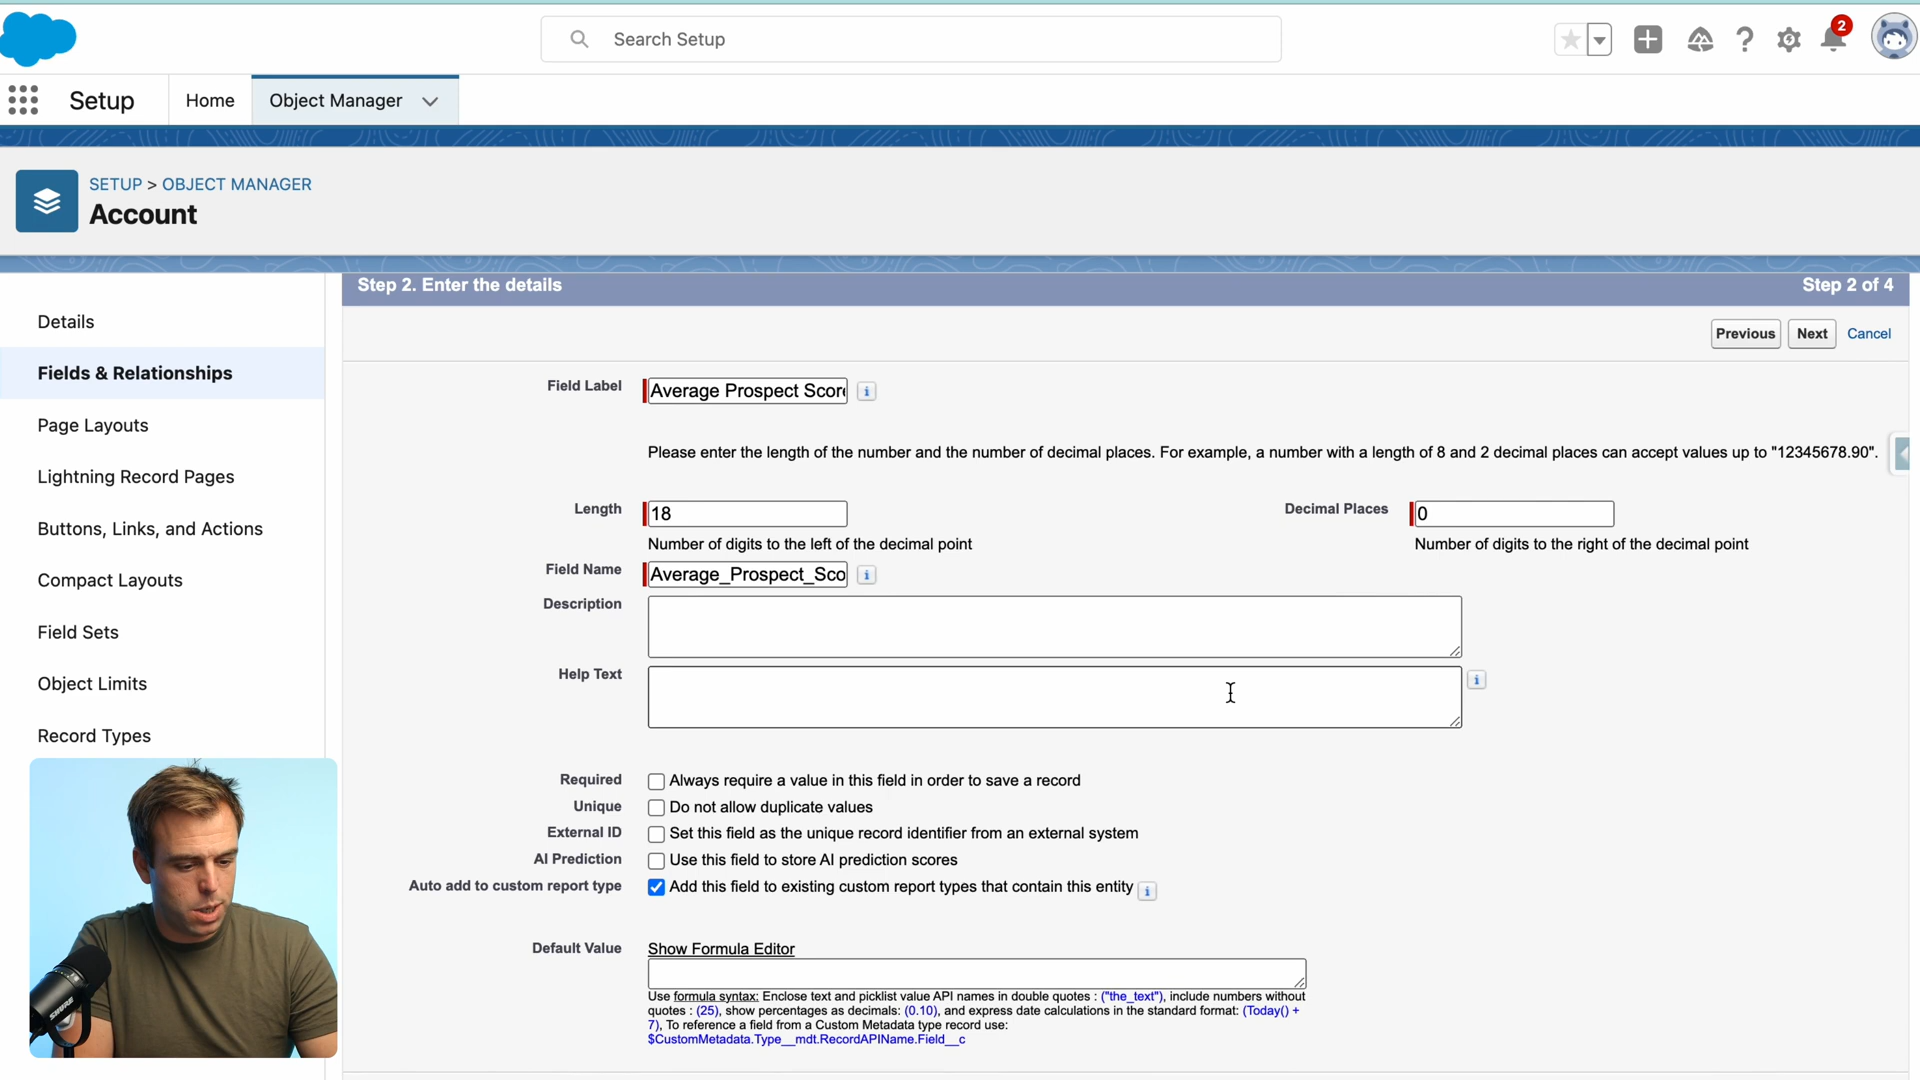 Search Setup
2
Setup
Home
Object Manager
SETUP > OBJECT MANAGER
Account
Step 2. Enter the details
Step 2 of 4
Details
Previous
Next
Cancel
Fields & Relationships
Field Label
Average Prospect Score
Page Layouts
Please enter the length of the number and the number of decimal places. For example, a number with a length of 8 and 2 decimal places can accept values up to "12345678.90".
Lightning Record Pages
Length
18
Decimal Places
0
Buttons, Links, and Actions
Number of digits to the left of the decimal point
Number of digits to the right of the decimal point
Compact Layouts
Field Name
Average_Prospect_Sco
Description
Field Sets
Help Text
Object Limits
Record Types
Required
Always require a value in this field in order to save a record
Unique
Do not allow duplicate values
External ID
Set this field as the unique record identifier from an external system
AI Prediction
Use this field to store AI prediction scores
Auto add to custom report type
Add this field to existing custom report types that contain this entity
Default Value
Show Formula Editor
Use formula syntax: Enclose text and picklist value API names in double quotes : ("the_text"), include numbers without
quotes : (25), show percentages as decimals: (0.10), and express date calculations in the standard format: (Today() +
7), To reference a field from a Custom Metadata type record use:
$CustomMetadata.Type__mdt.RecordAPIName.Field__c
SHURE